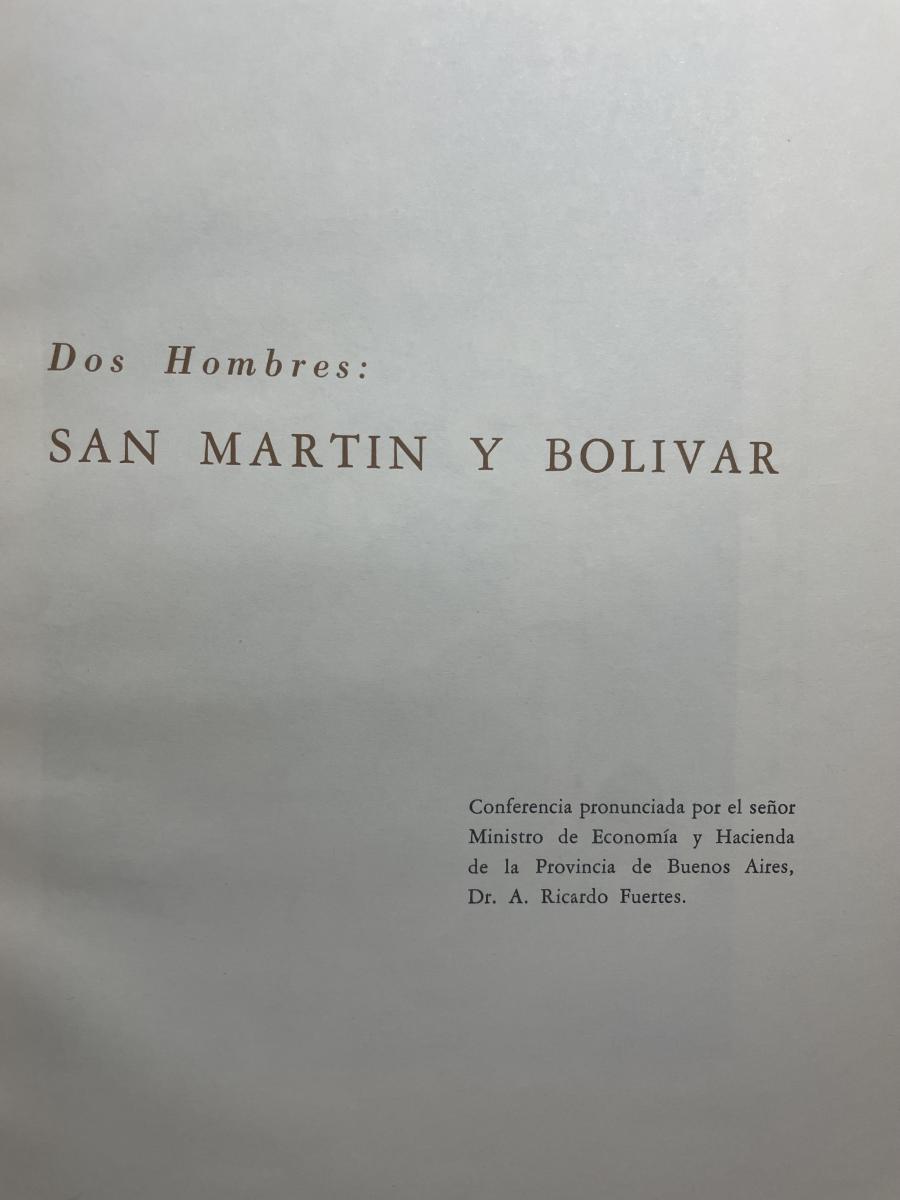 Dos Hombres:
SAN MARTIN Y BOLIVAR
Conferencia pronunciada por el señor
Ministro de Economía y Hacienda
de la Provincia de Buenos Aires,
Dr. A. Ricardo Fuertes.